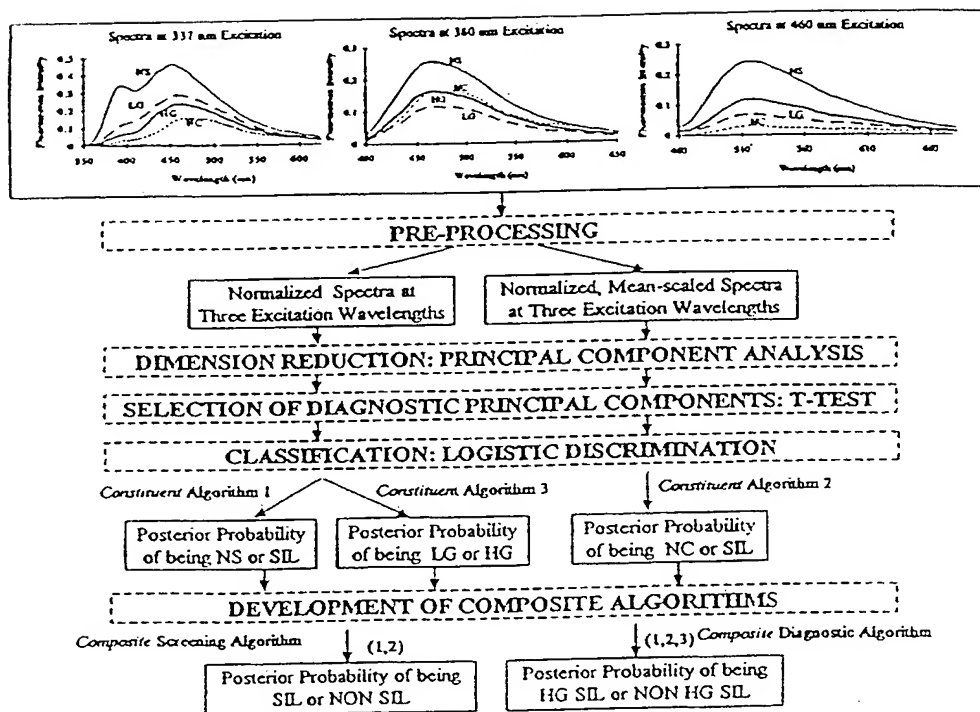 Spectra at 337 nm Excitation
Spectra at 380 nm Excitation
Spectra at 460 nm Excitation
NS
LG
HG
NC
Wavelength (nm)
NS
NC
HG
LG
Wavelength (nm)
NS
LG
NC
Wavelength (nm)
PRE-PROCESSING
Normalized Spectra at
Three Excitation Wavelengths
Normalized, Mean-scaled Spectra
at Three Excitation Wavelengths
DIMENSION REDUCTION: PRINCIPAL COMPONENT ANALYSIS
SELECTION OF DIAGNOSTIC PRINCIPAL COMPONENTS: T-TEST
CLASSIFICATION: LOGISTIC DISCRIMINATION
Constituent Algorithm 1
Constituent Algorithm 3
Constituent Algorithm 2
Posterior Probability
of being NS or SIL
Posterior Probability
of being LG or HG
Posterior Probability
of being NC or SIL
DEVELOPMENT OF COMPOSITE ALGORITHMS
Composite Screening Algorithm
(1,2)
(1,2,3)
Composite Diagnostic Algorithm
Posterior Probability of being
SIL or NON SIL
Posterior Probability of being
HG SIL or NON HG SIL